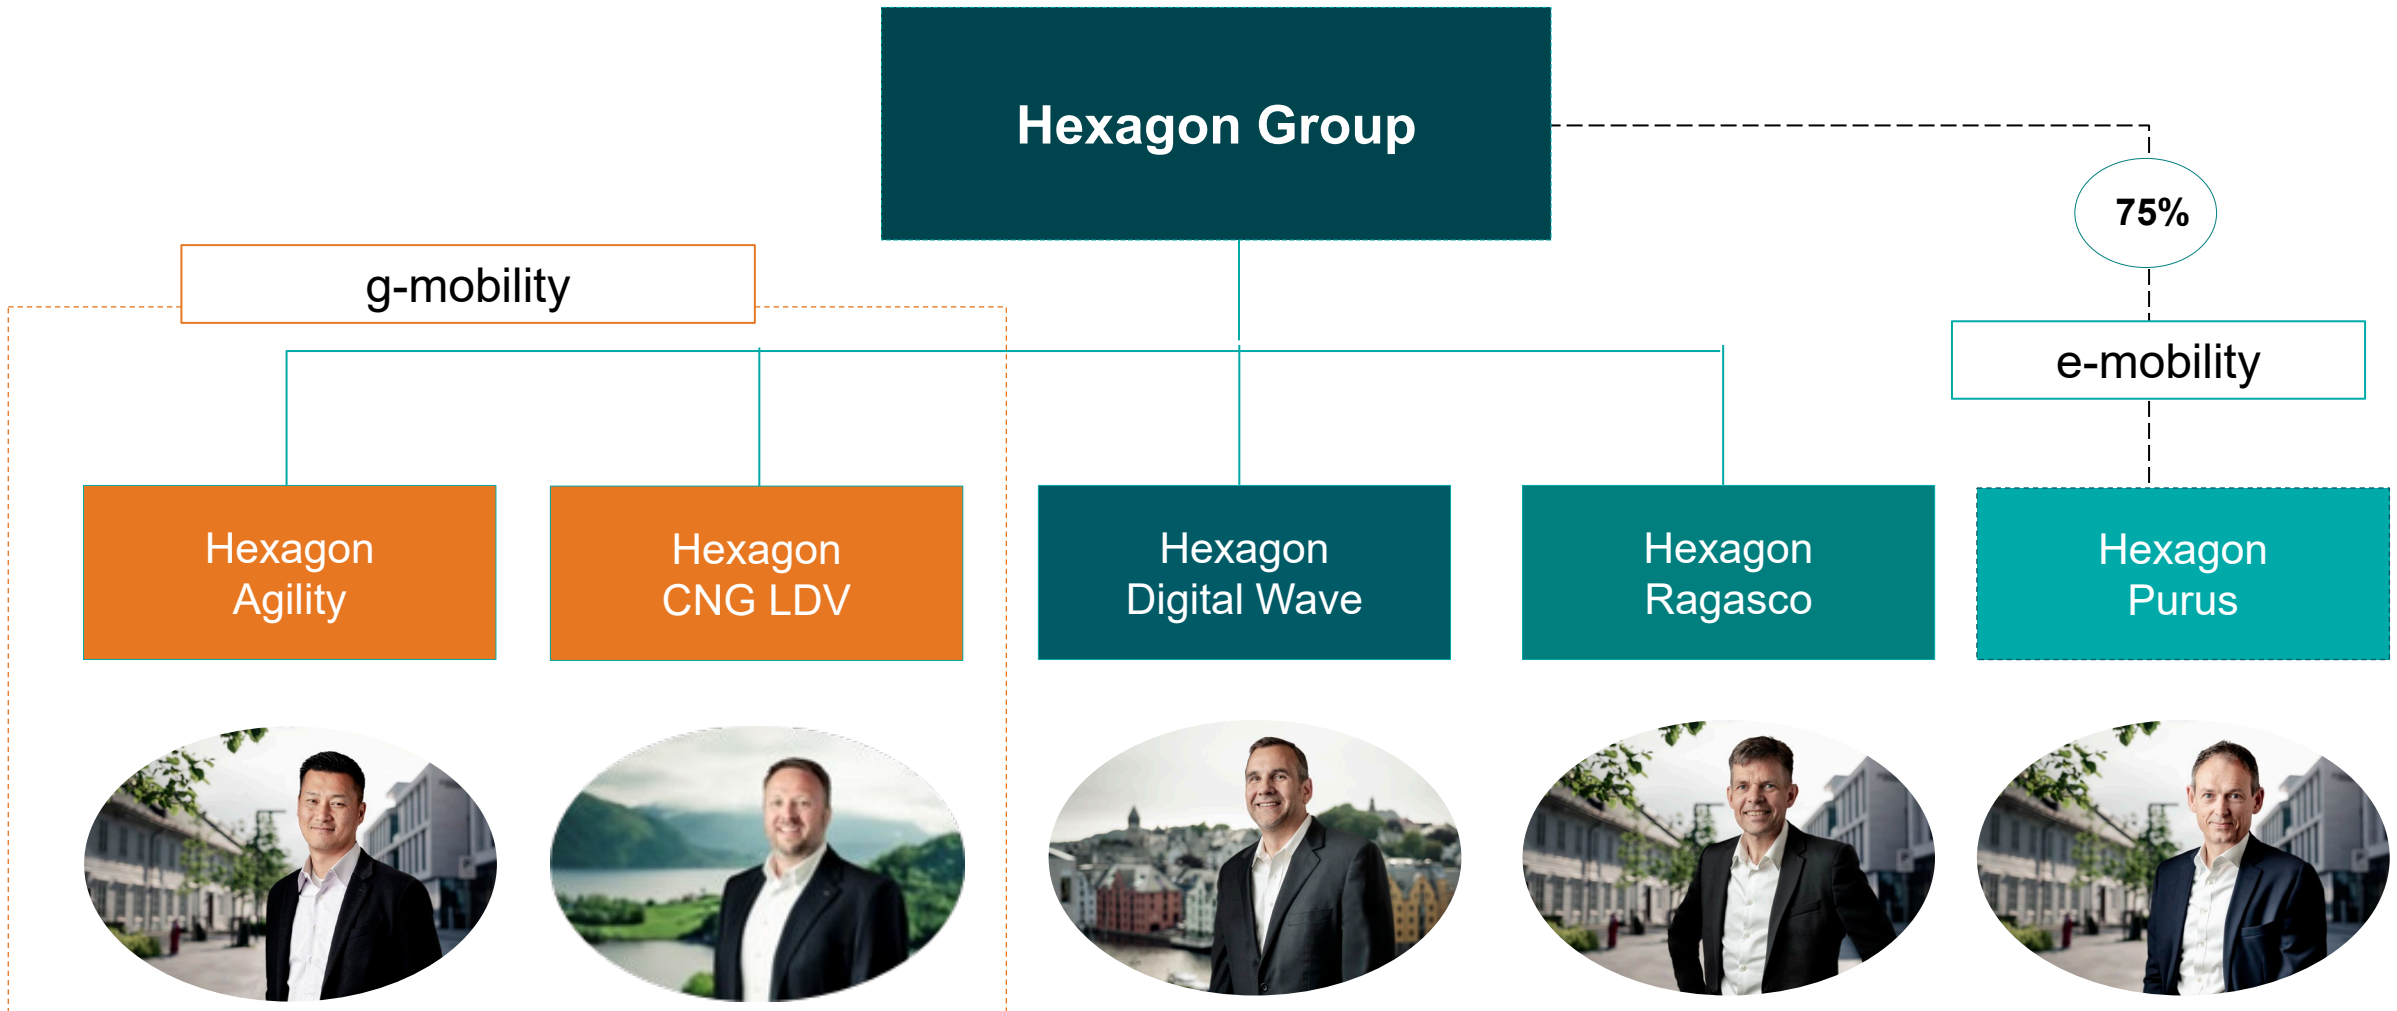 Hexagon Group
75%
g-mobility
e-mobility
Hexagon
Agility
Hexagon
CNG LDV
Hexagon
Digital Wave
Hexagon
Ragasco
Hexagon
Purus